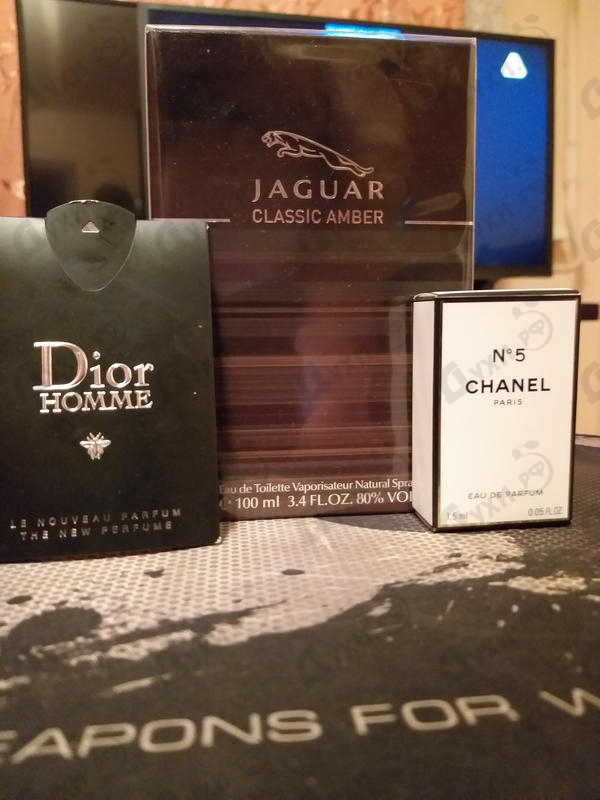 JAGUAR
CLASSIC AMBER
Eau de Toilette Vaporisateur Natural Spra
100 ml 3.4 FL.OZ. 80% VOL
Dior
HOMME
LE NOUVEAU PARFUM
THE NEW PERFUME
N°5
CHANEL
PARIS
EAU DE PARFUM
1.5 ml 0.05 FL.OZ.
EAPONS FOR W
ДУХИ.РФ